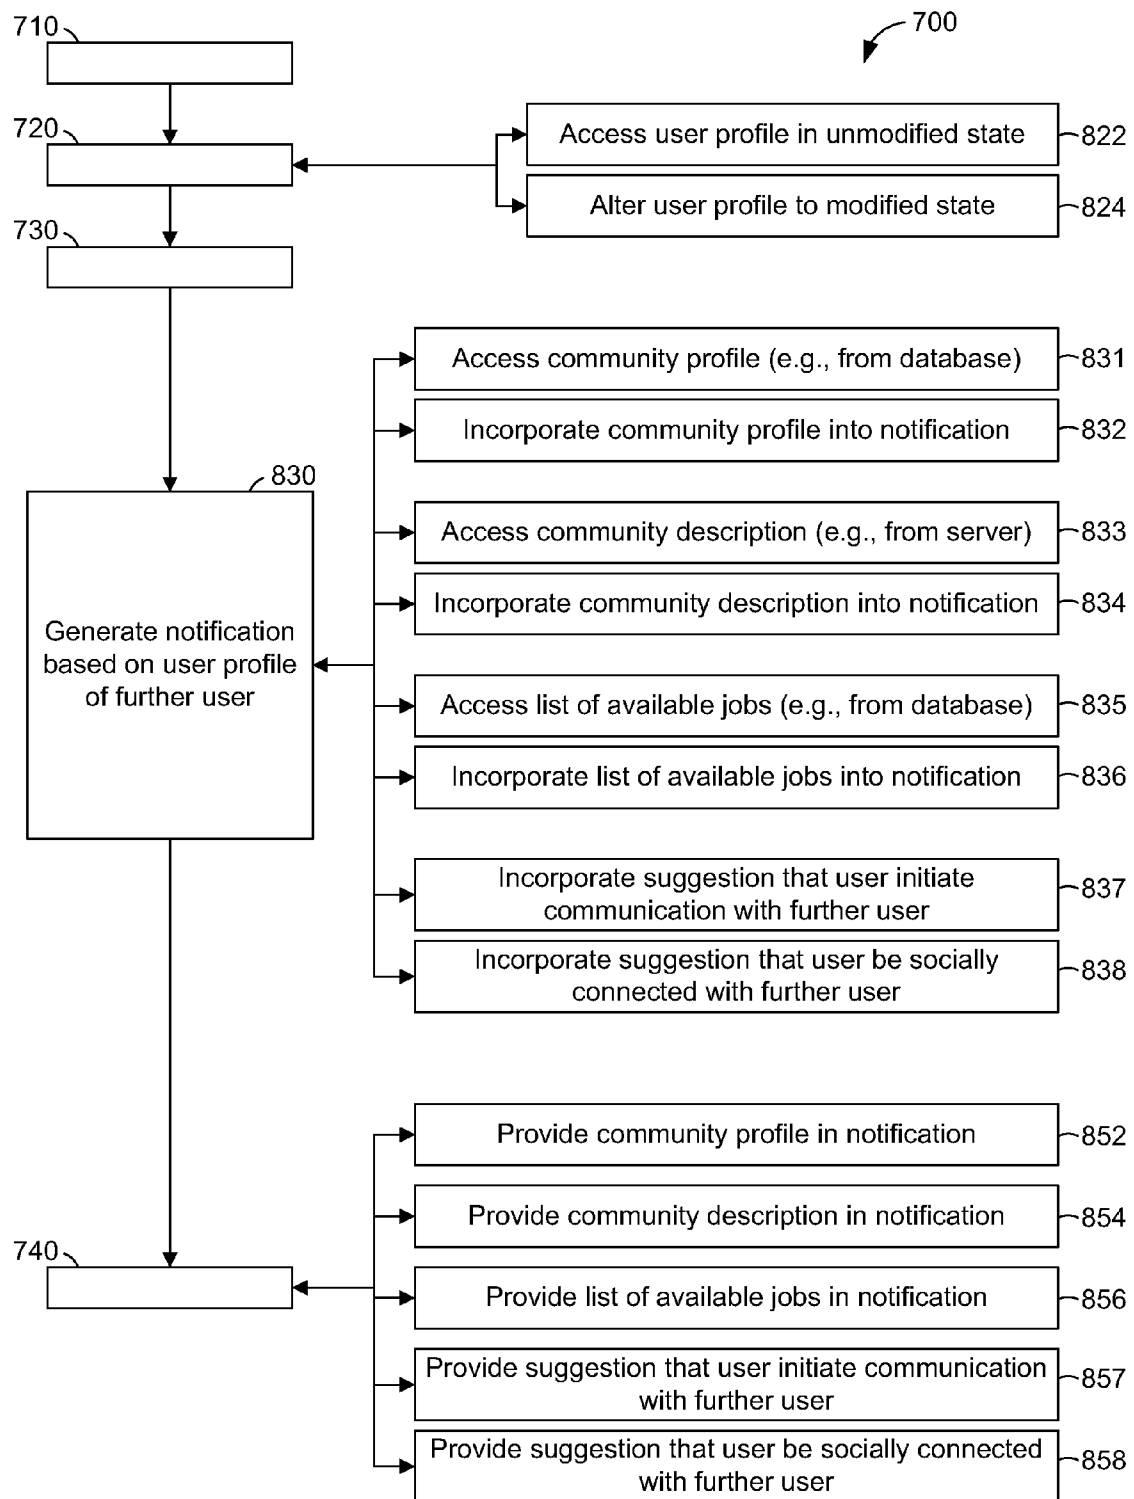 710
700
720
Access user profile in unmodified state
822
Alter user profile to modified state
824
730
Access community profile (e.g., from database)
831
Incorporate community profile into notification
832
830
Generate notification
based on user profile
of further user
Access community description (e.g., from server)
833
Incorporate community description into notification
834
Access list of available jobs (e.g., from database)
835
Incorporate list of available jobs into notification
836
Incorporate suggestion that user initiate
communication with further user
837
Incorporate suggestion that user be socially
connected with further user
838
Provide community profile in notification
852
Provide community description in notification
854
740
Provide list of available jobs in notification
856
Provide suggestion that user initiate communication
with further user
857
Provide suggestion that user be socially connected
with further user
858